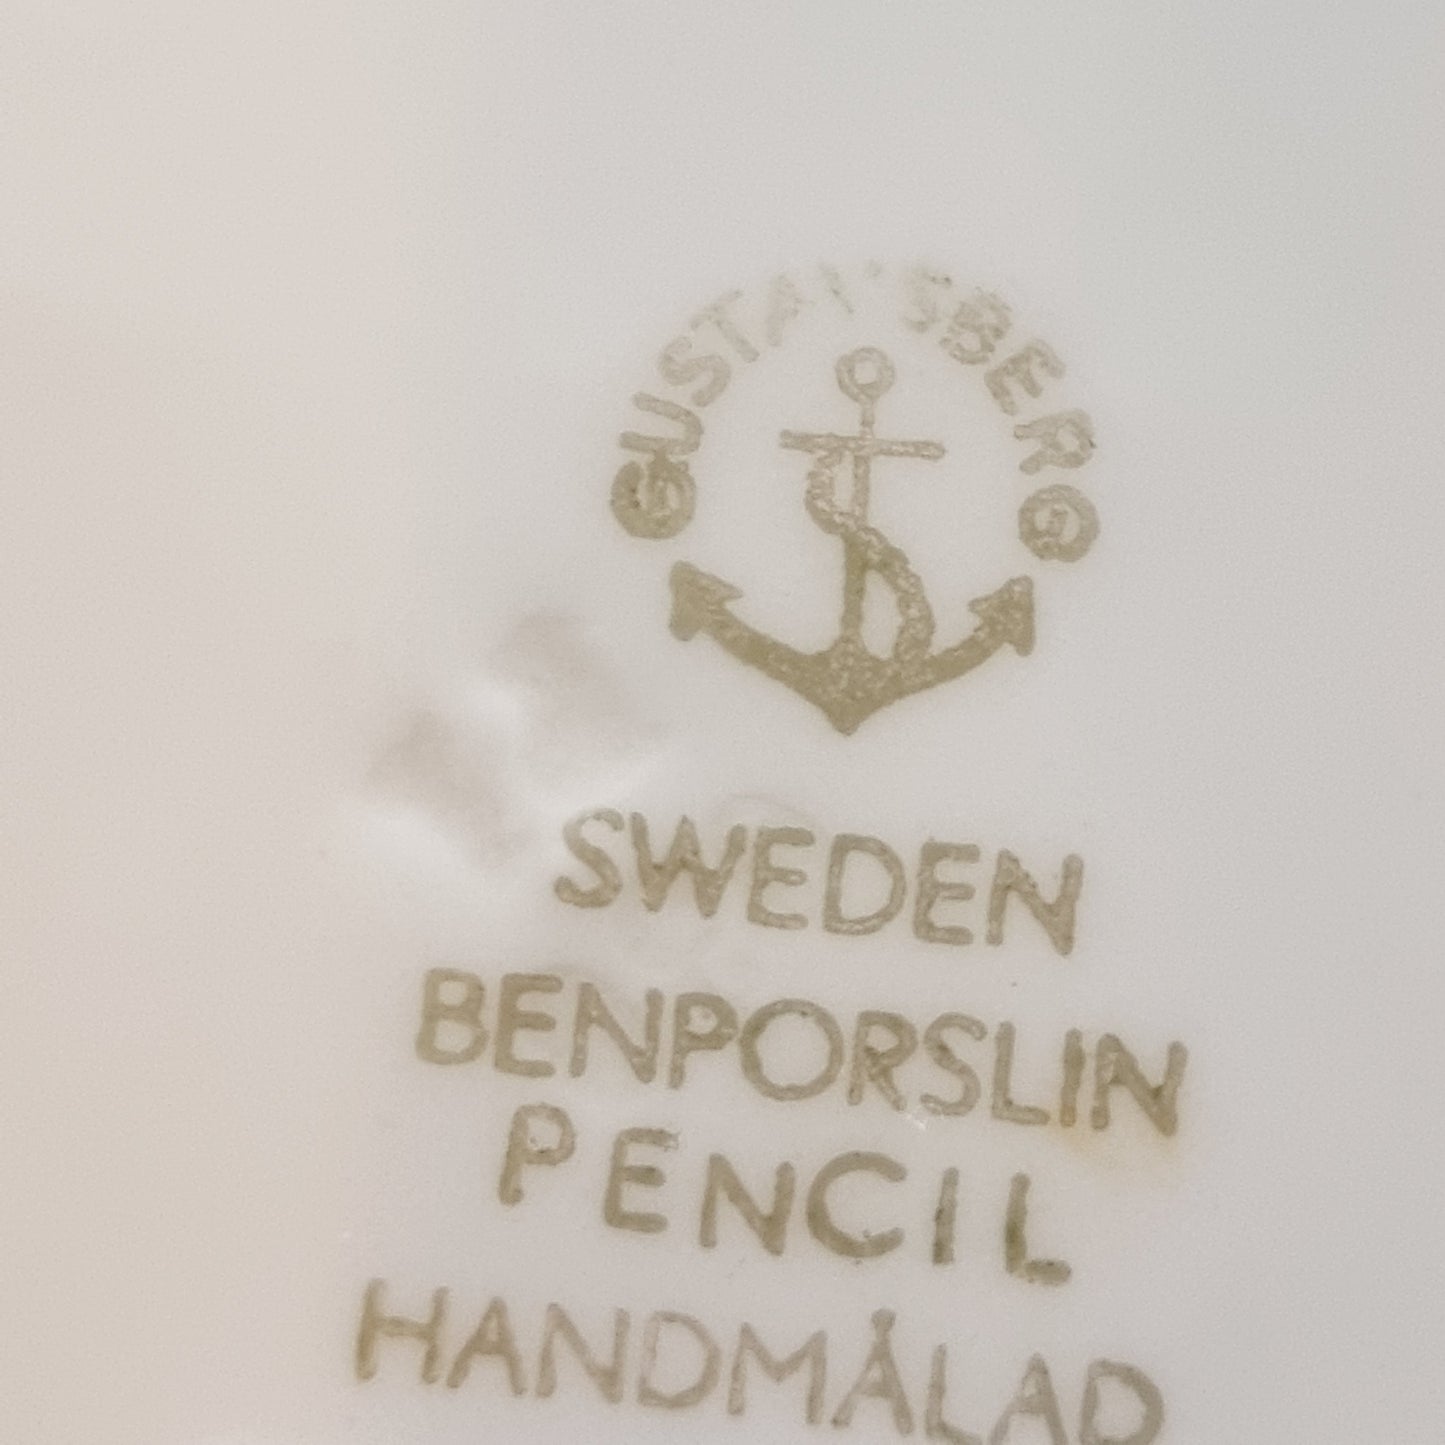 GUSTAVSBERG
SWEDEN
BENPORSLIN
PENCIL
HANDMÅLAD